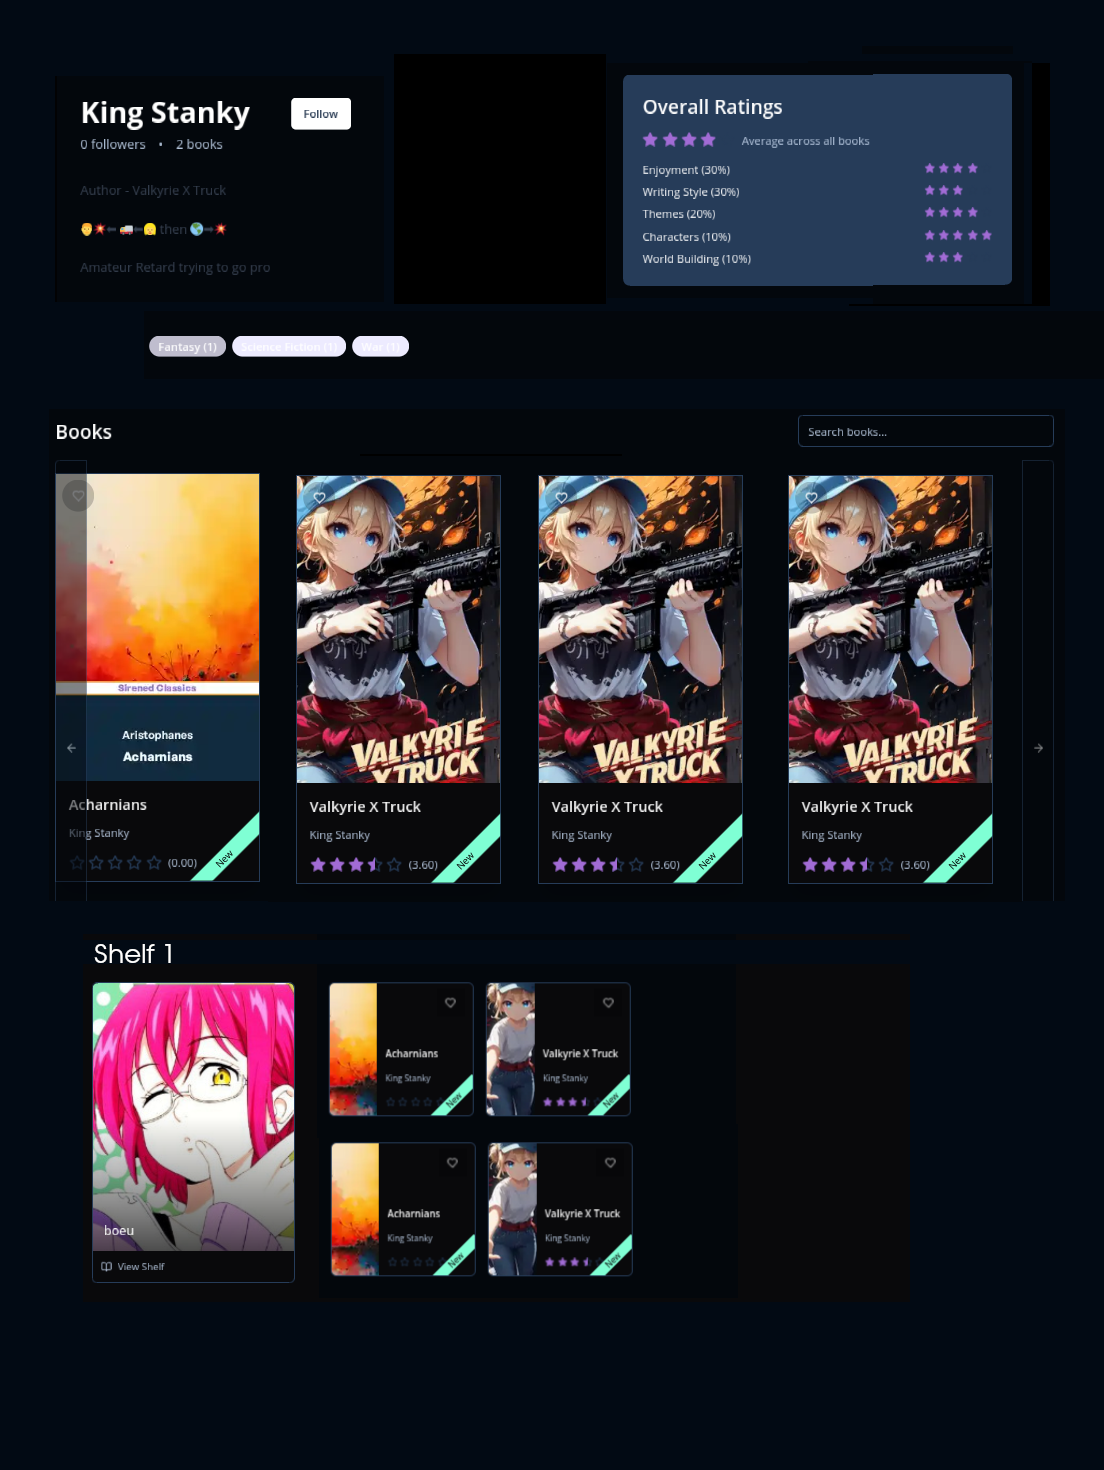 King Stanky
Follow
0 followers • 2 books
Author - Valkyrie X Truck
then
Amateur Retard trying to go pro
Overall Ratings
Average across all books
Enjoyment (30%)
Writing Style (30%)
Themes (20%)
Characters (10%)
World Building (10%)
Fantasy (1)
Science Fiction (1)
War (1)
Books
Search books...
Sirened Classics
Aristophanes
Acharnians
Acharnians
King Stanky
(0.00)
New
VALKYRIE
X TRUCK
Valkyrie X Truck
King Stanky
(3.60)
New
VALKYRIE
X TRUCK
Valkyrie X Truck
King Stanky
(3.60)
New
VALKYRIE
X TRUCK
Valkyrie X Truck
King Stanky
(3.60)
New
Shelf 1
boeu
View Shelf
Acharnians
King Stanky
New
Valkyrie X Truck
King Stanky
New
Acharnians
King Stanky
New
Valkyrie X Truck
King Stanky
New